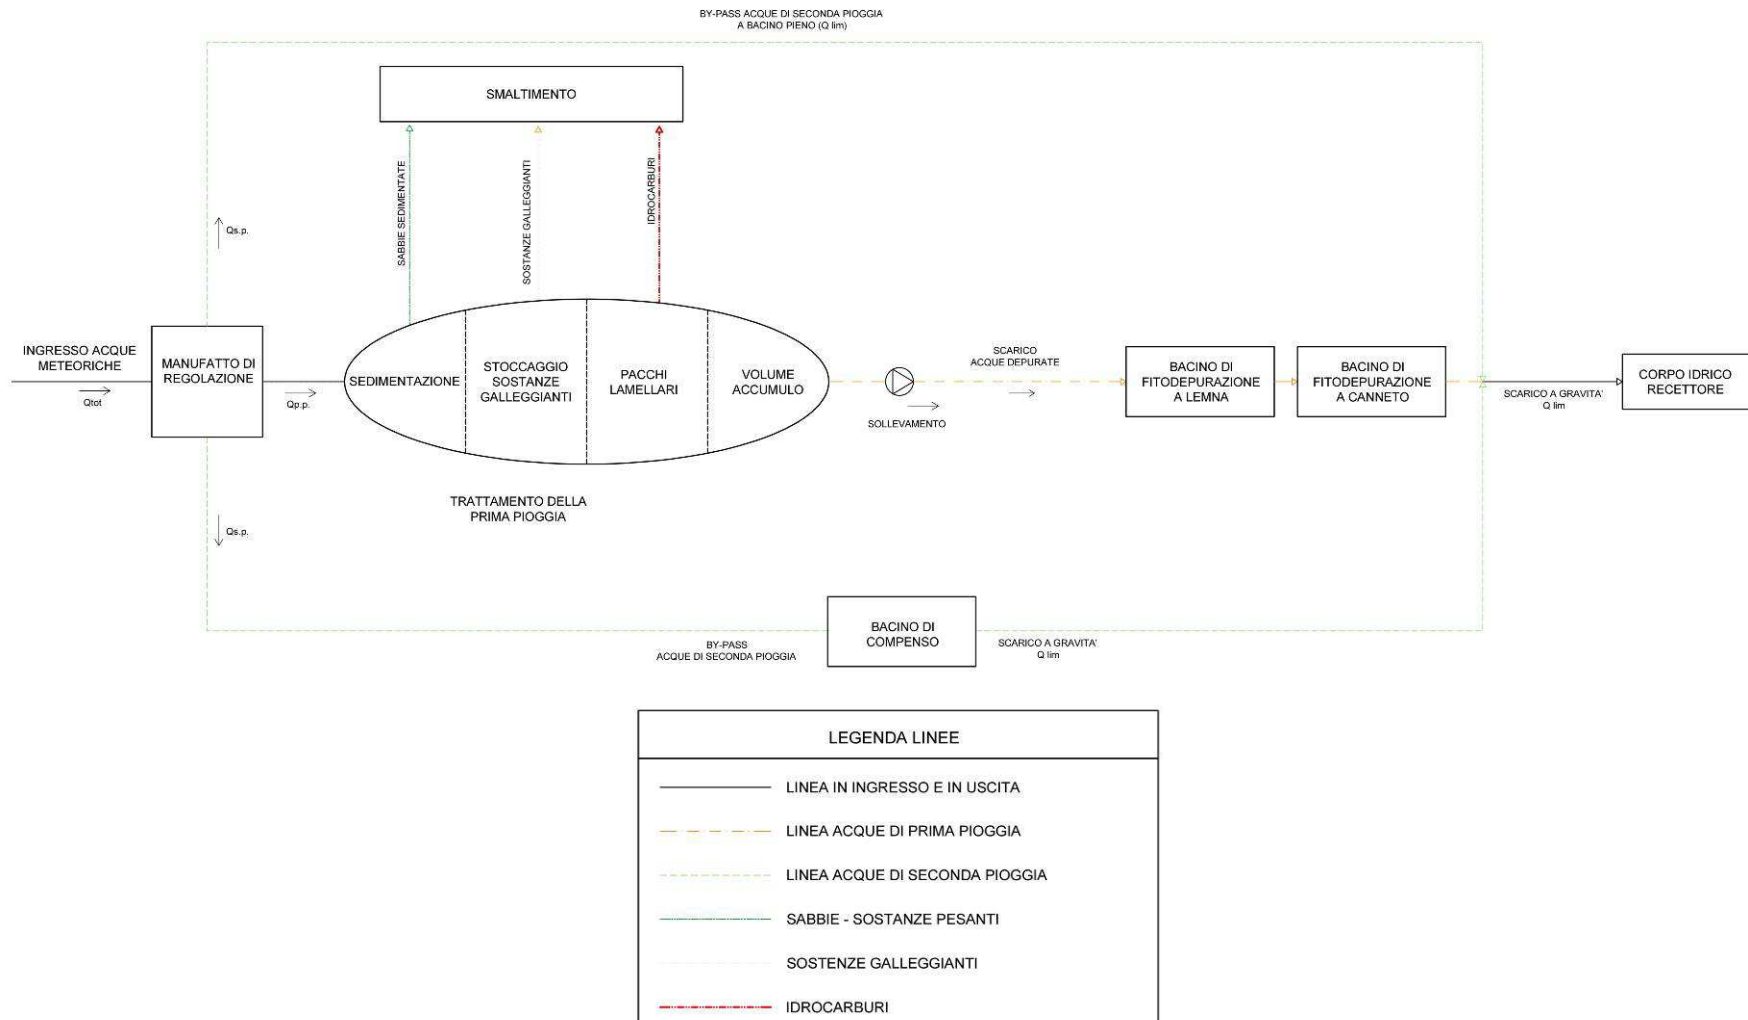 BY-PASS ACQUE DI SECONDA PIOGGIA
A BACINO PIENO (Q lim)
SMALTIMENTO
SABBIE SEDIMENTATE
SOSTANZE GALLEGGIANTI
IDROCARBURI
Qs.p.
INGRESSO ACQUE
METEORICHE
Qtot
MANUFATTO DI
REGOLAZIONE
Qp.p.
SEDIMENTAZIONE
STOCCAGGIO
SOSTANZE
GALLEGGIANTI
PACCHI
LAMELLARI
VOLUME
ACCUMULO
SOLLEVAMENTO
SCARICO
ACQUE DEPURATE
BACINO DI
FITODEPURAZIONE
A LEMNA
BACINO DI
FITODEPURAZIONE
A CANNETO
SCARICO A GRAVITA'
Q lim
CORPO IDRICO
RECETTORE
TRATTAMENTO DELLA
PRIMA PIOGGIA
Qs.p.
BY-PASS
ACQUE DI SECONDA PIOGGIA
BACINO DI
COMPENSO
SCARICO A GRAVITA'
Q lim
LEGENDA LINEE
LINEA IN INGRESSO E IN USCITA
LINEA ACQUE DI PRIMA PIOGGIA
LINEA ACQUE DI SECONDA PIOGGIA
SABBIE - SOSTANZE PESANTI
SOSTENZE GALLEGGIANTI
IDROCARBURI